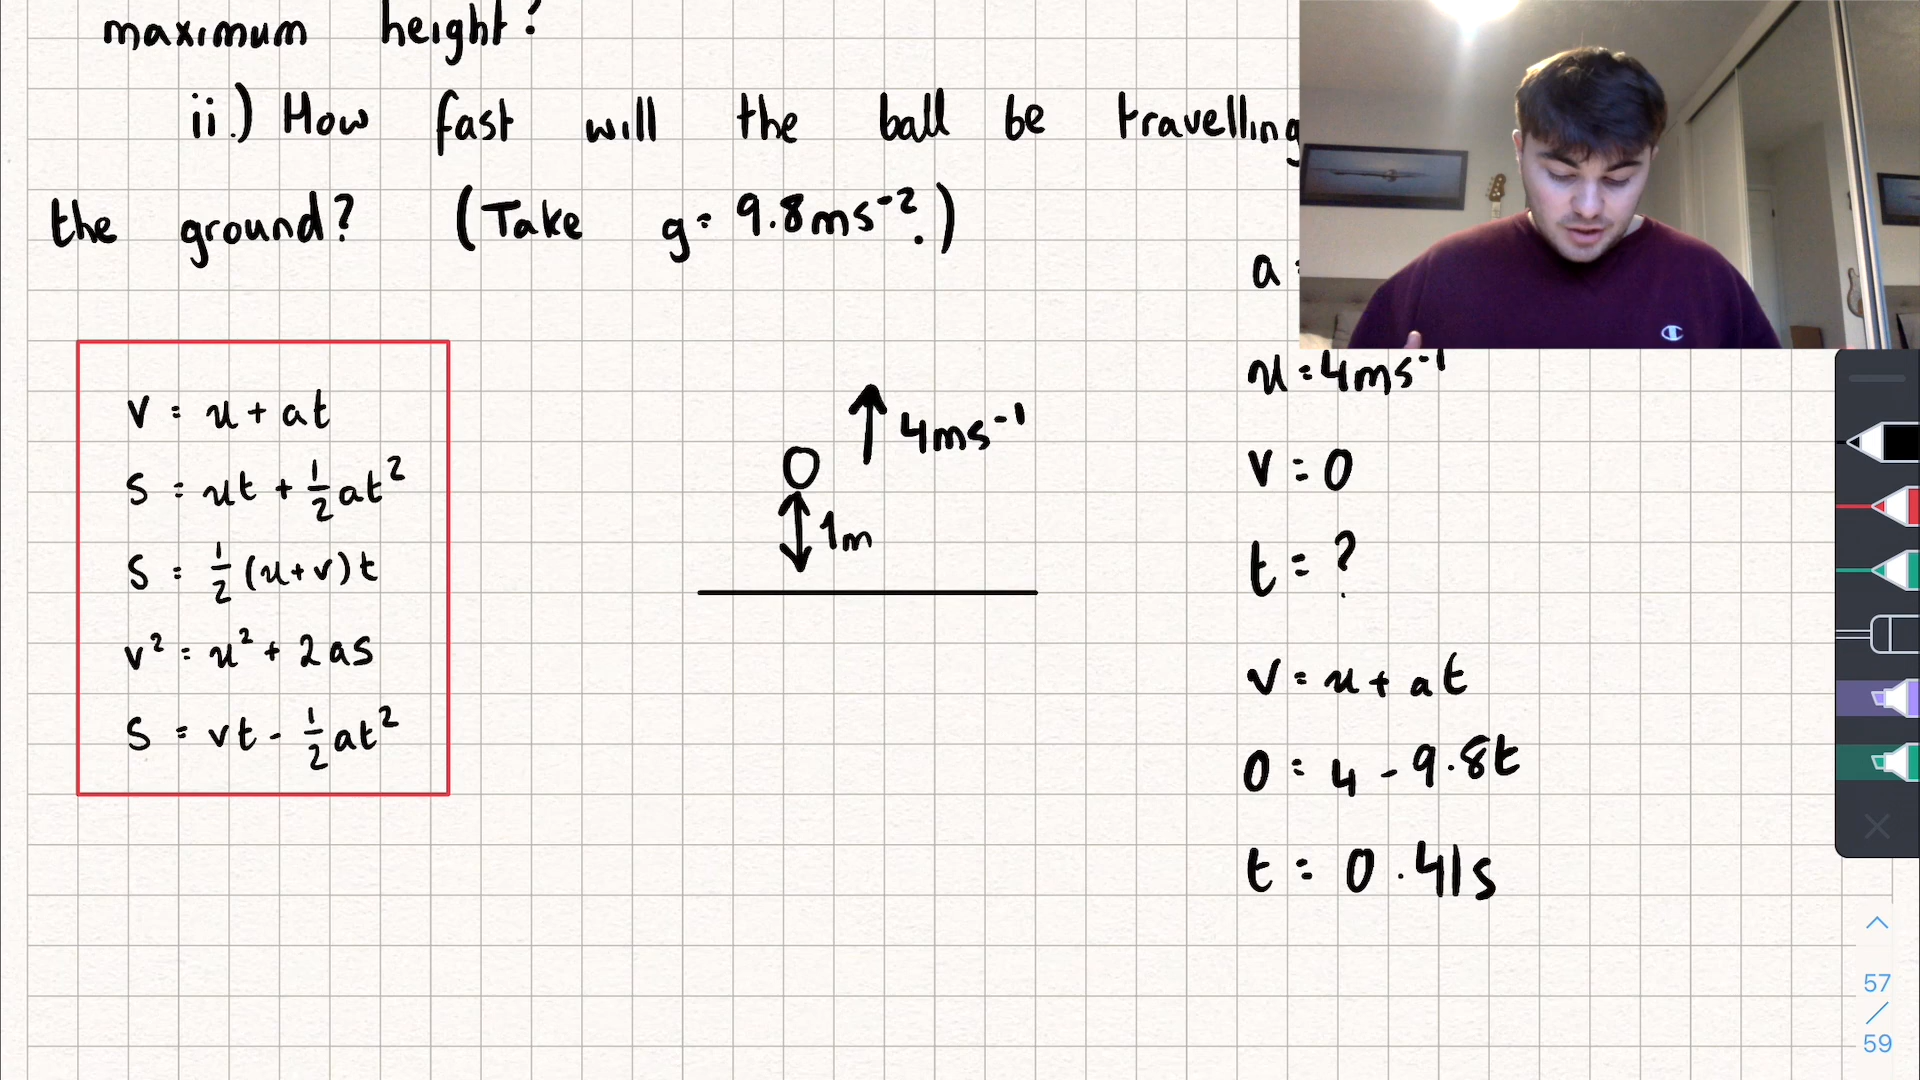 maximum height?
ii.) How fast will the ball be travelling
the ground? (Take g = 9.8ms⁻².)
a =
v = u + at
s = ut + ½at²
s = ½(u+v)t
v² = u² + 2as
s = vt - ½at²
4ms⁻¹
1m
u = 4ms⁻¹
v = 0
t = ?
v = u + at
0 = 4 - 9.8t
t = 0.41s
57
/
59